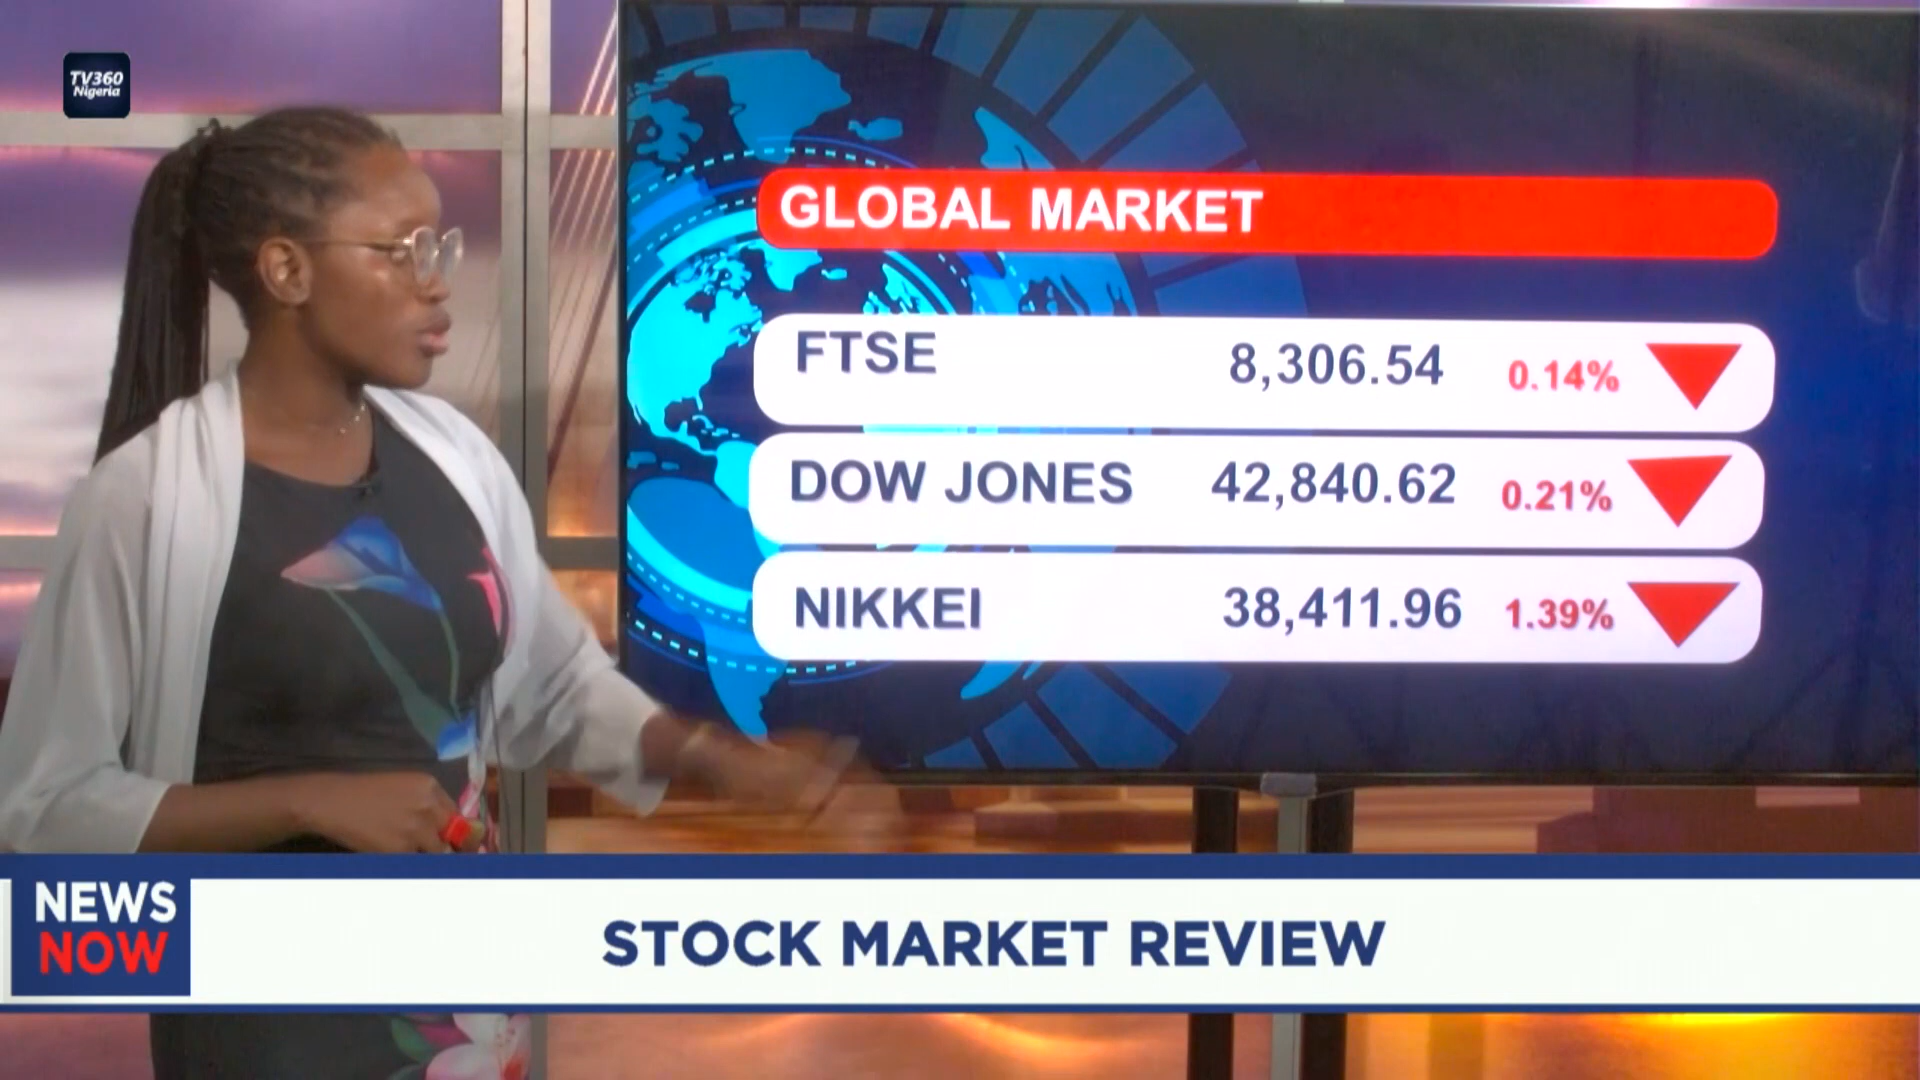 TV360
Nigeria
GLOBAL MARKET
FTSE 8,306.54 0.14%
DOW JONES 42,840.62 0.21%
NIKKEI 38,411.96 1.39%
NEWS
NOW
STOCK MARKET REVIEW